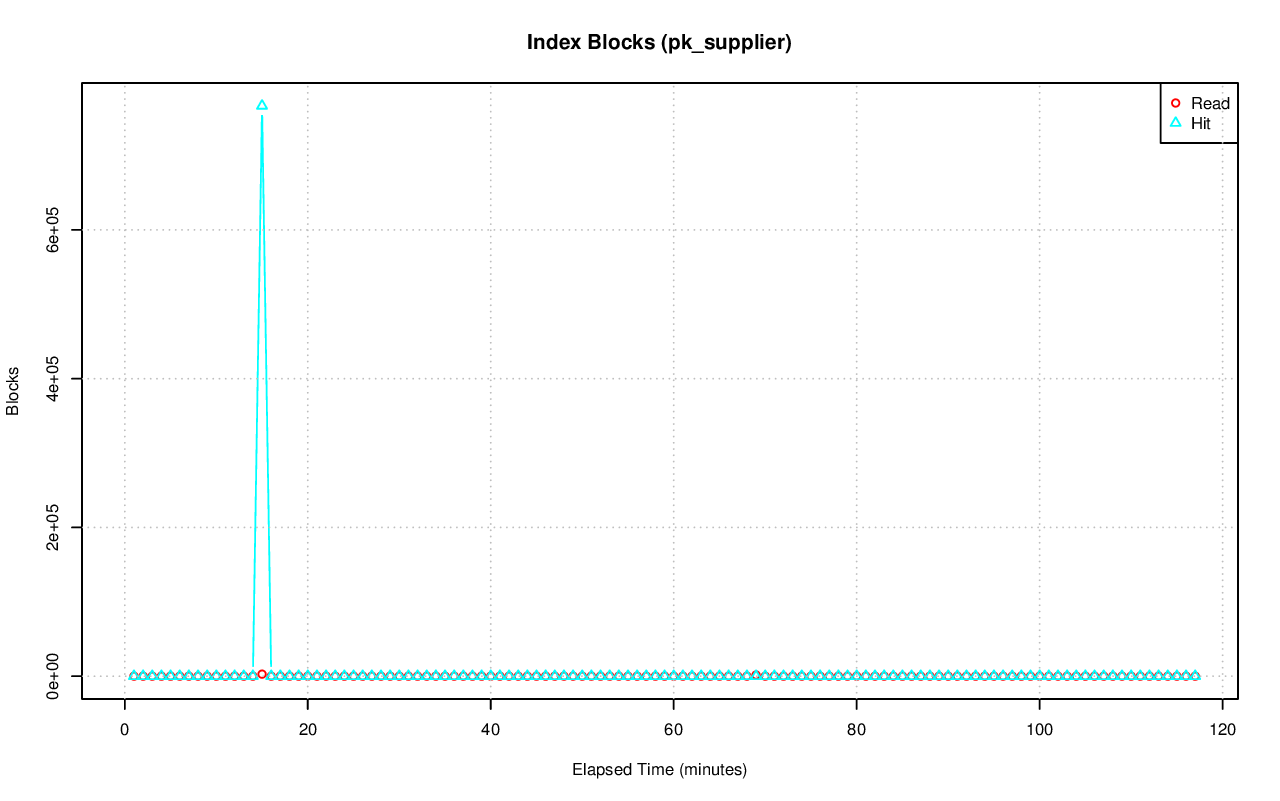 Index Blocks (pk_supplier)
Read
Hit
Blocks
6e+05
4e+05
2e+05
0e+00
0 20 40 60 80 100 120
Elapsed Time (minutes)